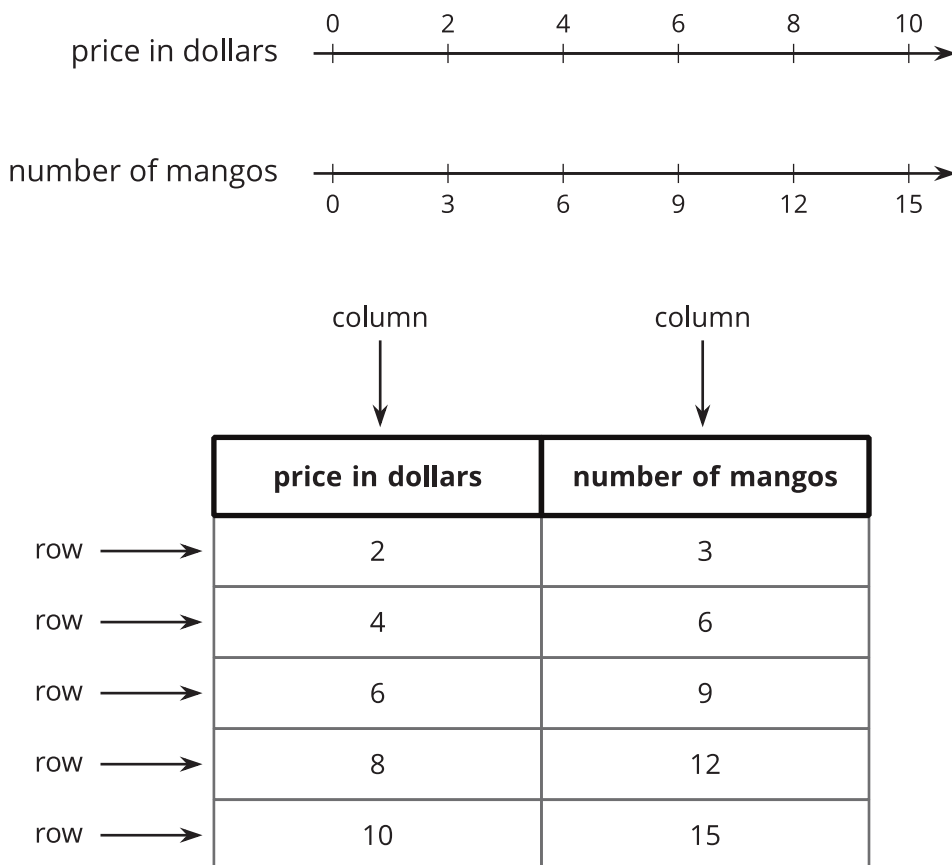 0 2 4 6 8 10
price in dollars
number of mangos
0 3 6 9 12 15
column column
price in dollars number of mangos
row 2 3
row 4 6
row 6 9
row 8 12
row 10 15